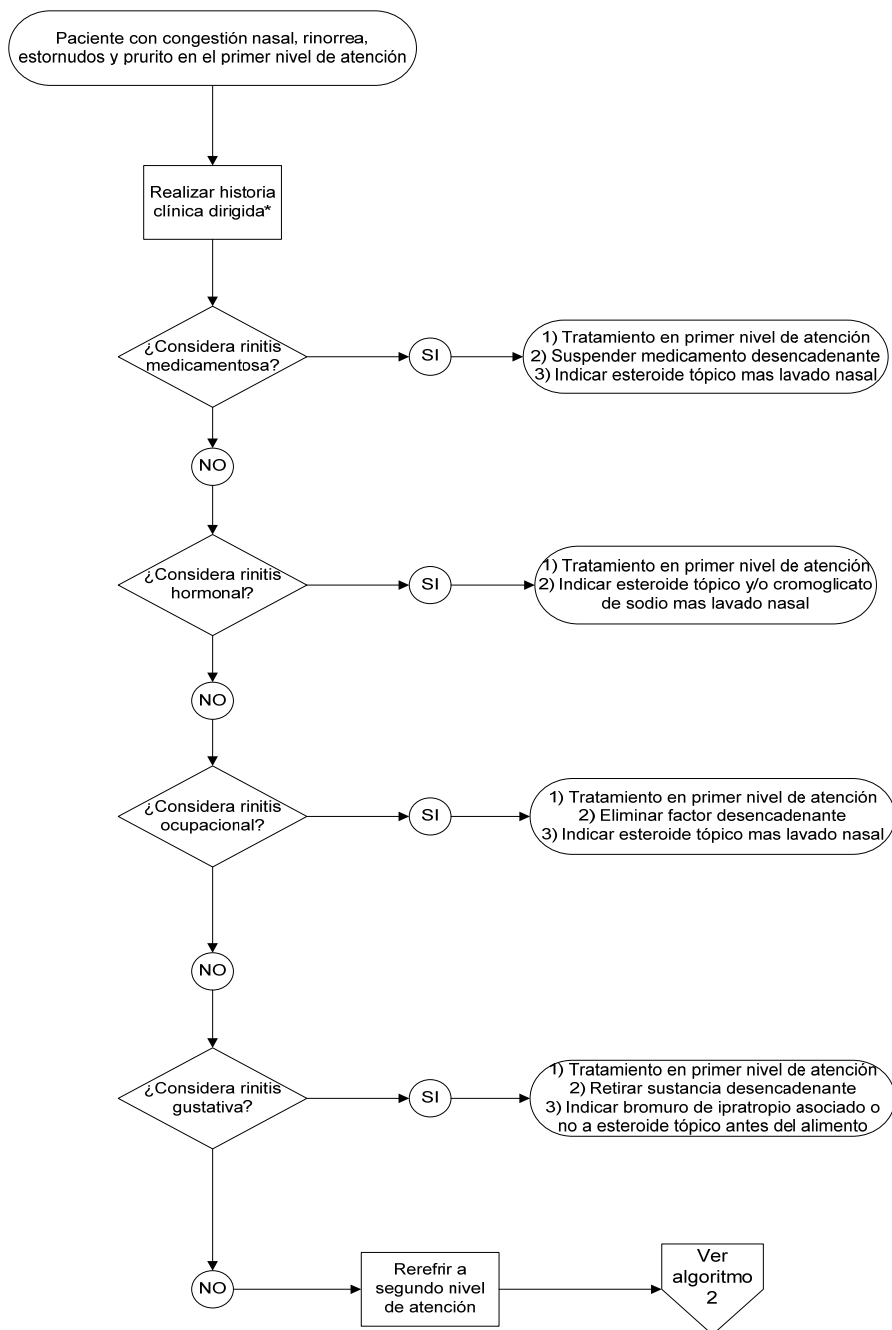 Paciente con congestión nasal, rinorrea,
estornudos y prurito en el primer nivel de atención
Realizar historia
clínica dirigida*
¿Considera rinitis
medicamentosa?
SI
1) Tratamiento en primer nivel de atención
2) Suspender medicamento desencadenante
3) Indicar esteroide tópico mas lavado nasal
NO
¿Considera rinitis
hormonal?
SI
1) Tratamiento en primer nivel de atención
2) Indicar esteroide tópico y/o cromoglicato
de sodio mas lavado nasal
NO
¿Considera rinitis
ocupacional?
SI
1) Tratamiento en primer nivel de atención
2) Eliminar factor desencadenante
3) Indicar esteroide tópico mas lavado nasal
NO
¿Considera rinitis
gustativa?
SI
1) Tratamiento en primer nivel de atención
2) Retirar sustancia desencadenante
3) Indicar bromuro de ipratropio asociado o
no a esteroide tópico antes del alimento
NO
Rerefrir a
segundo nivel
de atención
Ver
algoritmo
2